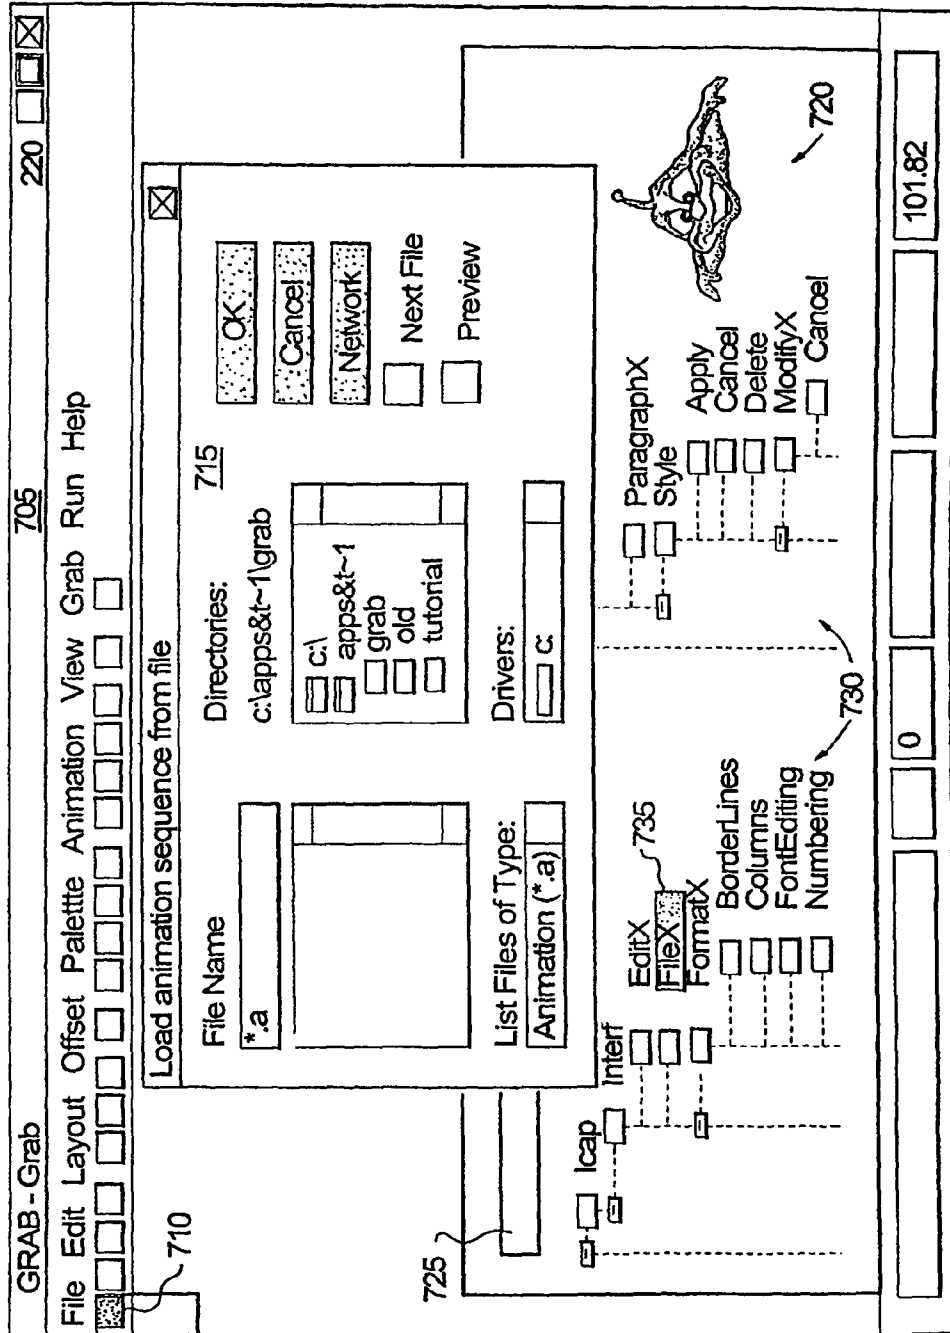 GRAB - Grab
705
220
File Edit Layout Offset Palettte Animation View Grab Run Help
710
Load animation sequence from file
File Name
*.a
List Files of Type:
Animation (*.a)
Directories:
c:\apps&t~1\grab
c:\
apps&t~1
grab
old
tutorial
Drivers:
c:
715
OK
Cancel
Network
Next File
Preview
725
Icap
Interf
EditX
FileX
FormatX
735
BorderLines
Columns
FontEditing
Numbering
730
ParagraphX
Style
Apply
Cancel
Delete
ModifyX
Cancel
720
0
101.82